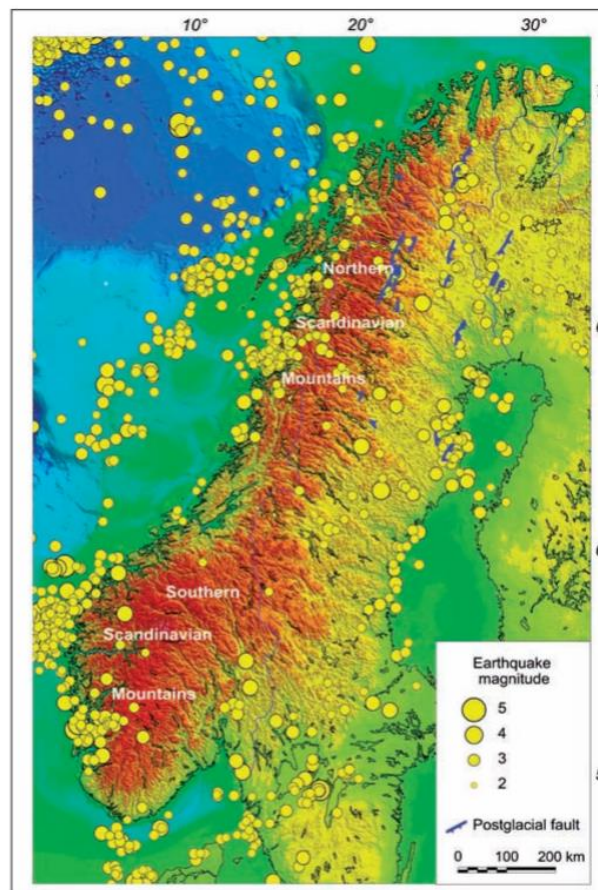 10° 20° 30°
Northern
Scandinavian
Mountains
Southern
Scandinavian
Mountains
Earthquake
magnitude
5
4
3
2
Postglacial fault
0 100 200 km